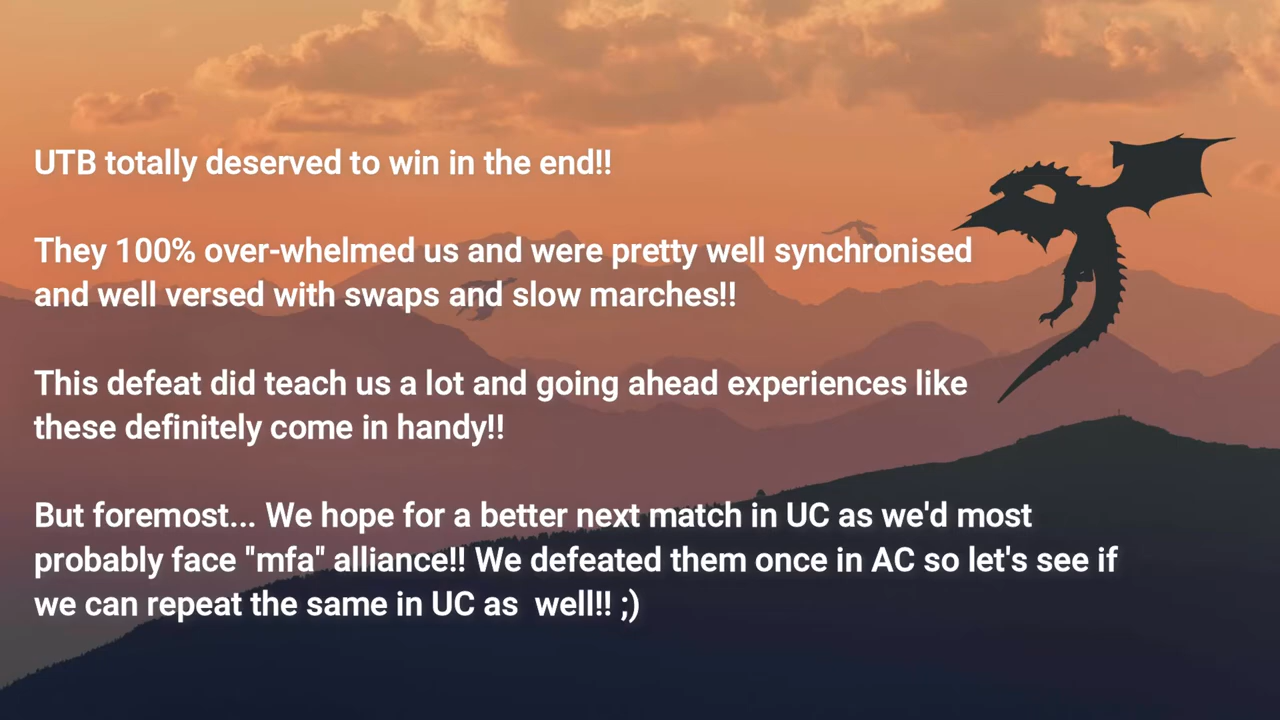 UTB totally deserved to win in the end!!
They 100% over-whelmed us and were pretty well synchronised
and well versed with swaps and slow marches!!
This defeat did teach us a lot and going ahead experiences like
these definitely come in handy!!
But foremost... We hope for a better next match in UC as we'd most
probably face "mfa" alliance!! We defeated them once in AC so let's see if
we can repeat the same in UC as  well!! ;)